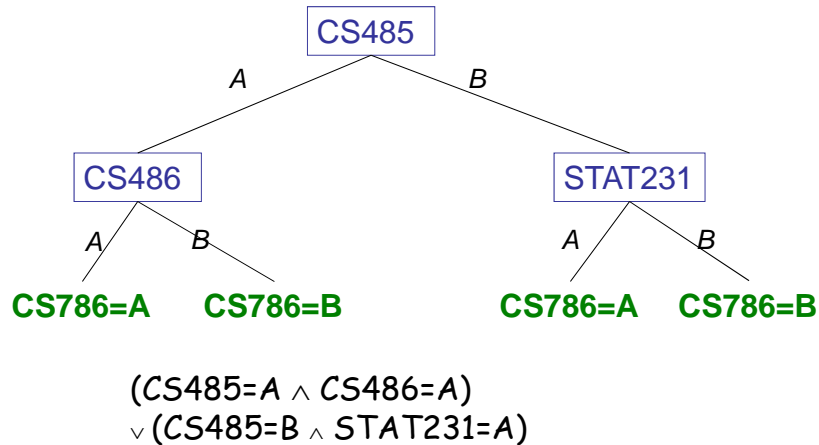 CS485
A B
CS486 STAT231
A B A B
CS786=A CS786=B CS786=A CS786=B
(CS485=A ∧ CS486=A)
∨ (CS485=B ∧ STAT231=A)